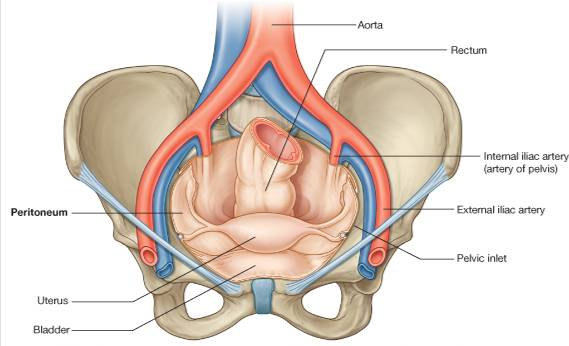 Aorta
Rectum
Internal iliac artery
(artery of pelvis)
Peritoneum
External iliac artery
Pelvic inlet
Uterus
Bladder